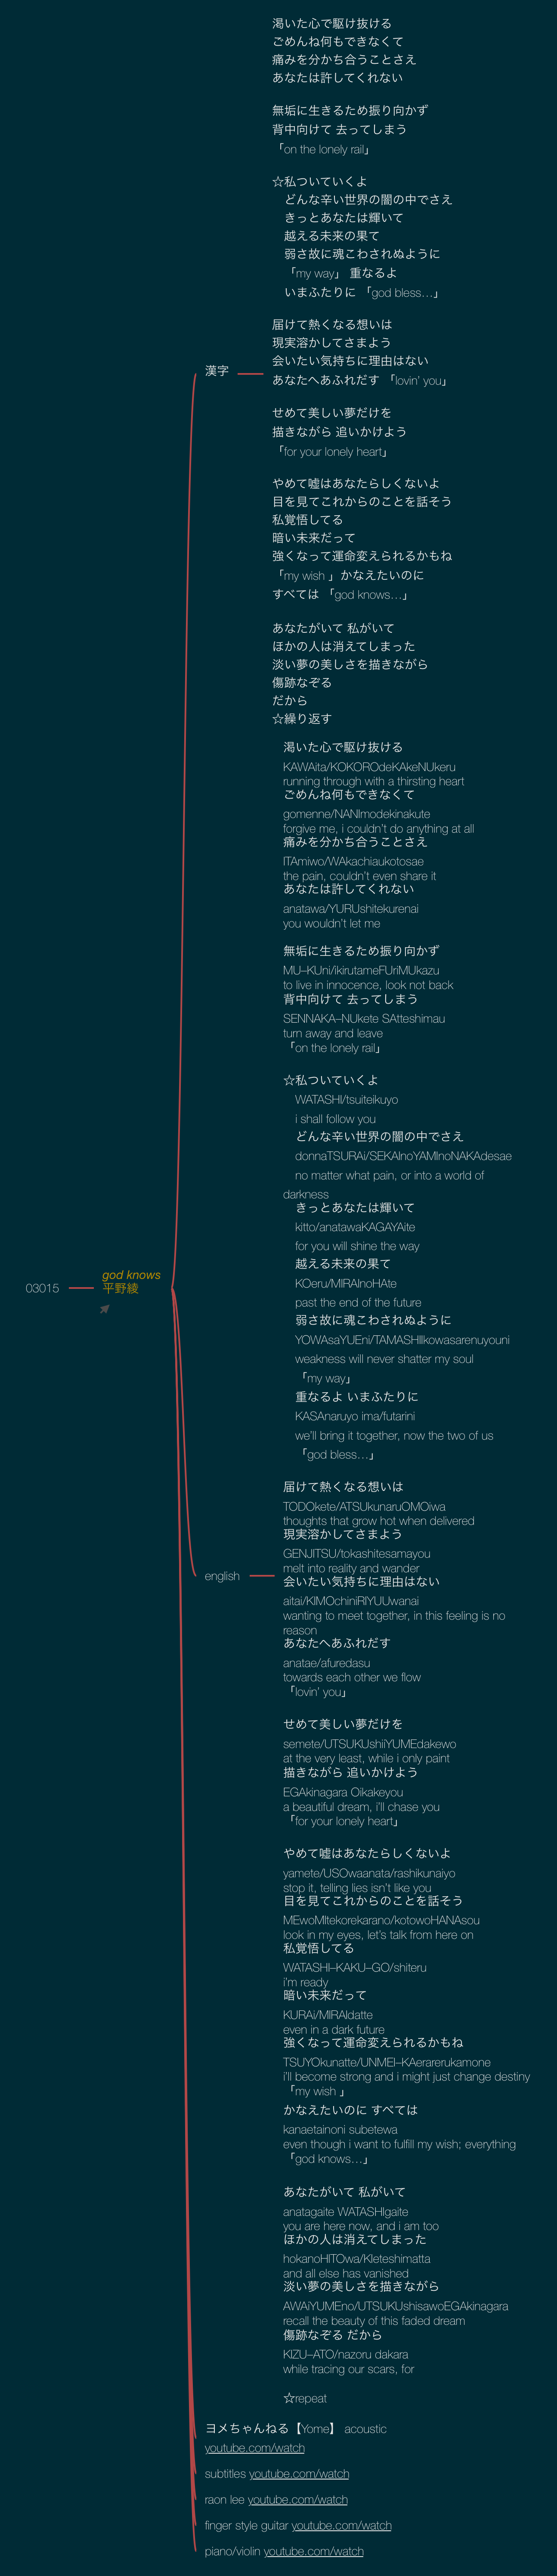 渇いた心で駆け抜ける
ごめんね何もできなくて
痛みを分かち合うことさえ
あなたは許してくれない
無垢に生きるため振り向かず
背中向けて 去ってしまう
「on the lonely rail」
☆私ついていくよ
どんな辛い世界の闇の中でさえ
きっとあなたは輝いて
越える未来の果て
弱さ故に魂こわされぬように
「my way」 重なるよ
いまふたりに 「god bless…」
届けて熱くなる想いは
現実溶かしてさまよう
会いたい気持ちに理由はない
あなたへあふれだす 「lovin' you」
せめて美しい夢だけを
描きながら 追いかけよう
「for your lonely heart」
やめて嘘はあなたらしくないよ
目を見てこれからのことを話そう
私覚悟してる
暗い未来だって
強くなって運命変えられるかもね
「my wish 」かなえたいのに
すべては 「god knows…」
あなたがいて 私がいて
ほかの人は消えてしまった
淡い夢の美しさを描きながら
傷跡なぞる
だから
☆繰り返す
漢字
渇いた心で駆け抜ける
KAWAita/KOKOROdeKAkeNUkeru
running through with a thirsting heart
ごめんね何もできなくて
gomenne/NANImodekinakute
forgive me, i couldn't do anything at all
痛みを分かち合うことさえ
ITAmiwo/WAkachiaukotosae
the pain, couldn't even share it
あなたは許してくれない
anatawa/YURUshitekurenai
you wouldn't let me
無垢に生きるため振り向かず
MU–KUni/ikirutameFUriMUkazu
to live in innocence, look not back
背中向けて 去ってしまう
SENNAKA–NUkete SAtteshimau
turn away and leave
「on the lonely rail」
☆私ついていくよ
WATASHI/tsuiteikuyo
i shall follow you
どんな辛い世界の闇の中でさえ
donnaTSURAi/SEKAInoYAMInoNAKAdesae
no matter what pain, or into a world of
darkness
きっとあなたは輝いて
kitto/anatawaKAGAYAite
for you will shine the way
越える未来の果て
KOeru/MIRAInoHAte
past the end of the future
弱さ故に魂こわされぬように
YOWAsaYUEni/TAMASHIIkowasarenuyouni
weakness will never shatter my soul
「my way」
重なるよ いまふたりに
KASAnaruyo ima/futarini
we'll bring it together, now the two of us
「god bless…」
届けて熱くなる想いは
TODOkete/ATSUkunaruOMOiwa
thoughts that grow hot when delivered
現実溶かしてさまよう
GENJITSU/tokashitesamayou
melt into reality and wander
会いたい気持ちに理由はない
aitai/KIMOchiniRIYUUwanai
wanting to meet together, in this feeling is no
reason
あなたへあふれだす
anatae/afuredasu
towards each other we flow
「lovin' you」
せめて美しい夢だけを
semete/UTSUKUshiiYUMEdakewo
at the very least, while i only paint
描きながら 追いかけよう
EGAkinagara OIkakeyou
a beautiful dream, i'll chase you
「for your lonely heart」
やめて嘘はあなたらしくないよ
yamete/USOwaanata/rashikunaiyo
stop it, telling lies isn't like you
目を見てこれからのことを話そう
MEwoMItekorekarano/kotowoHANAsou
look in my eyes, let's talk from here on
私覚悟してる
WATASHI–KAKU–GO/shiteru
i'm ready
暗い未来だって
KURAi/MIRAIdatte
even in a dark future
強くなって運命変えられるかもね
TSUYOkunatte/UNMEI–KAerarerukamone
i'll become strong and i might just change destiny
「my wish 」
かなえたいのに すべては
kanaetainoni subetewa
even though i want to fulfill my wish; everything
「god knows…」
あなたがいて 私がいて
anatagaite WATASHIgaite
you are here now, and i am too
ほかの人は消えてしまった
hokanoHITOwa/KIeteshimatta
and all else has vanished
淡い夢の美しさを描きながら
AWAiYUMEno/UTSUKUshisawoEGAkinagara
recall the beauty of this faded dream
傷跡なぞる だから
KIZU–ATO/nazoru dakara
while tracing our scars, for
☆repeat
english
03015
god knows
平野綾
ヨメちゃんねる【Yome】 acoustic
youtube.com/watch
subtitles youtube.com/watch
raon lee youtube.com/watch
finger style guitar youtube.com/watch
piano/violin youtube.com/watch